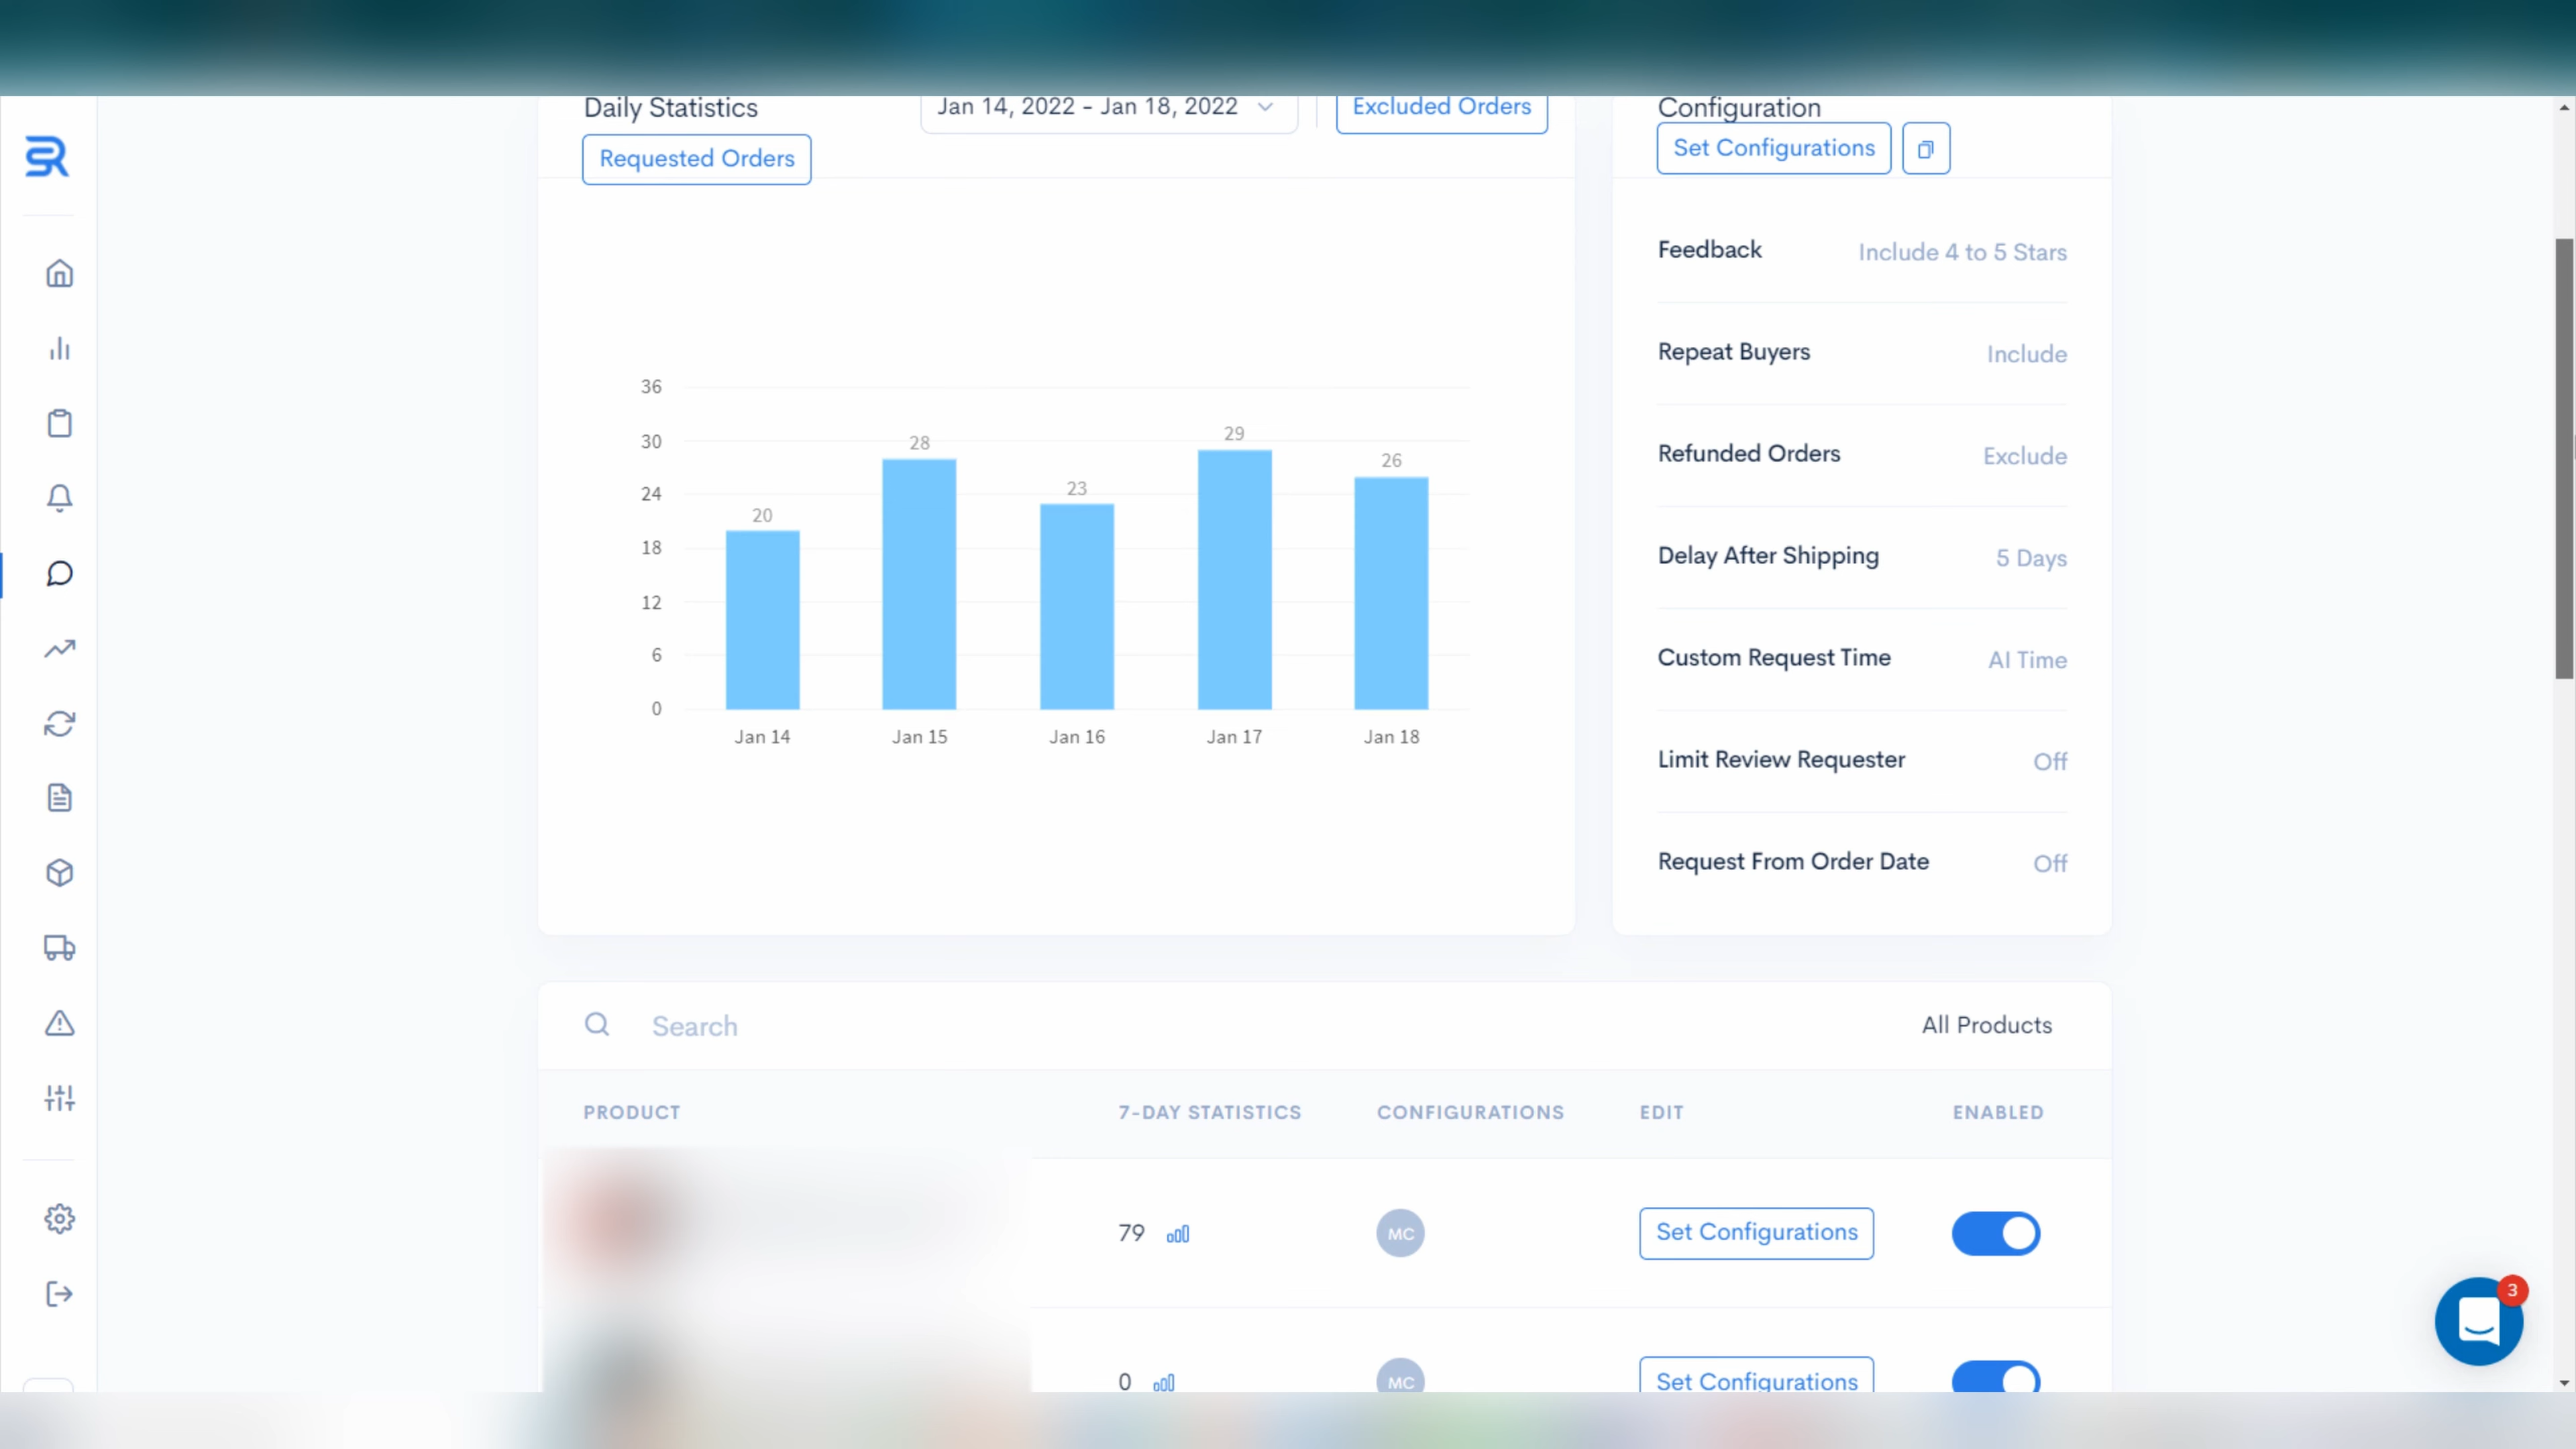 Daily Statistics
Jan 14, 2022 - Jan 18, 2022
Excluded Orders
Requested Orders
36
30
24
18
12
6
0
20
28
23
29
26
Jan 14
Jan 15
Jan 16
Jan 17
Jan 18
Configuration
Set Configurations
Feedback Include 4 to 5 Stars
Repeat Buyers Include
Refunded Orders Exclude
Delay After Shipping 5 Days
Custom Request Time AI Time
Limit Review Requester Off
Request From Order Date Off
Search
All Products
PRODUCT 7-DAY STATISTICS CONFIGURATIONS EDIT ENABLED
79 MC Set Configurations
0 MC Set Configurations
3
SR